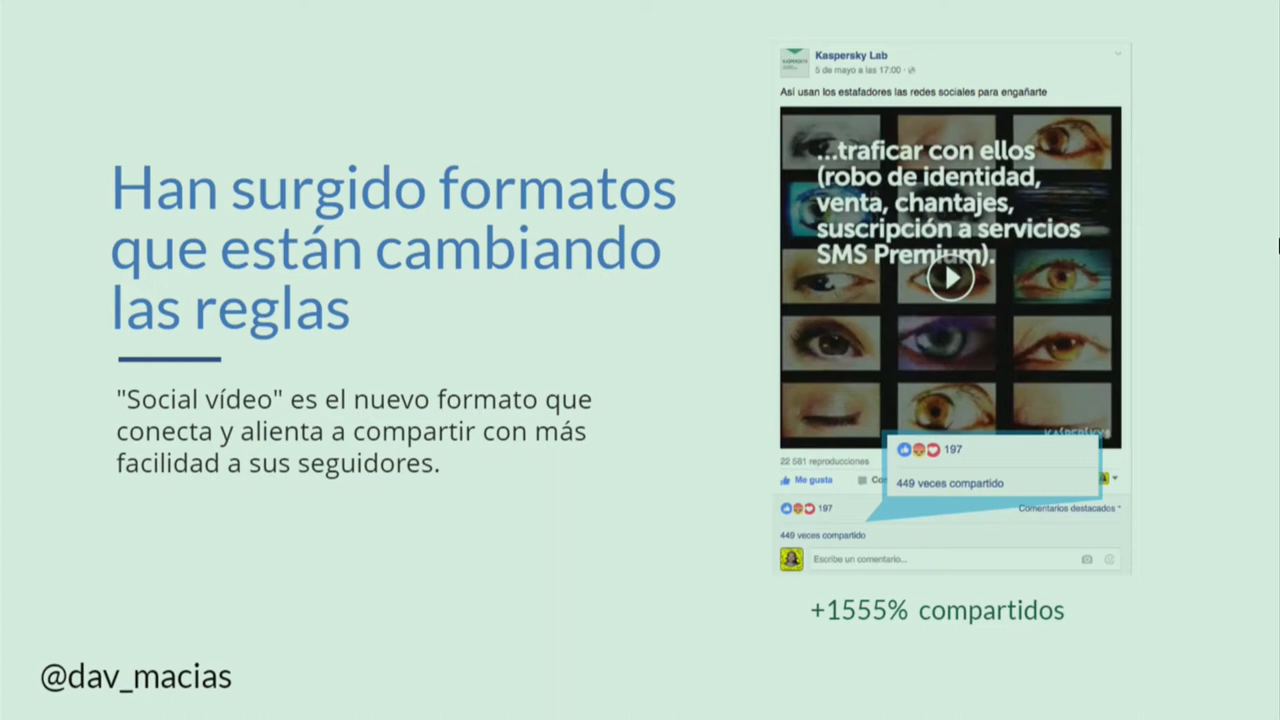 Han surgido formatos
que están cambiando
las reglas
"Social vídeo" es el nuevo formato que
conecta y alienta a compartir con más
facilidad a sus seguidores.
@dav_macias
Kaspersky Lab
5 de mayo a las 17:00
Así usan los estafadores las redes sociales para engañarte
...traficar con ellos
(robo de identidad,
venta, chantajes,
suscripción a servicios
SMS Premium).
KASPERSKY
22 581 reproducciones
Me gusta
Co
197
449 veces compartido
197
Comentarios destacados
449 veces compartido
Escribe un comentario...
+1555% compartidos